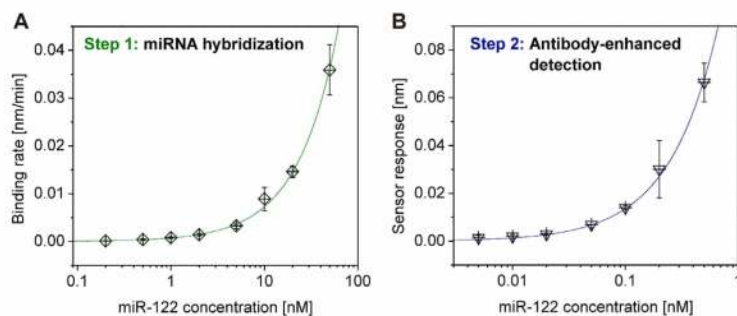 A
Step 1: miRNA hybridization
0.04
0.03
0.02
0.01
0.00
Binding rate [nm/min]
0.1
1
10
100
miR-122 concentration [nM]
B
Step 2: Antibody-enhanced
detection
0.08
0.06
0.04
0.02
0.00
Sensor response [nm]
0.01
0.1
1
miR-122 concentration [nM]